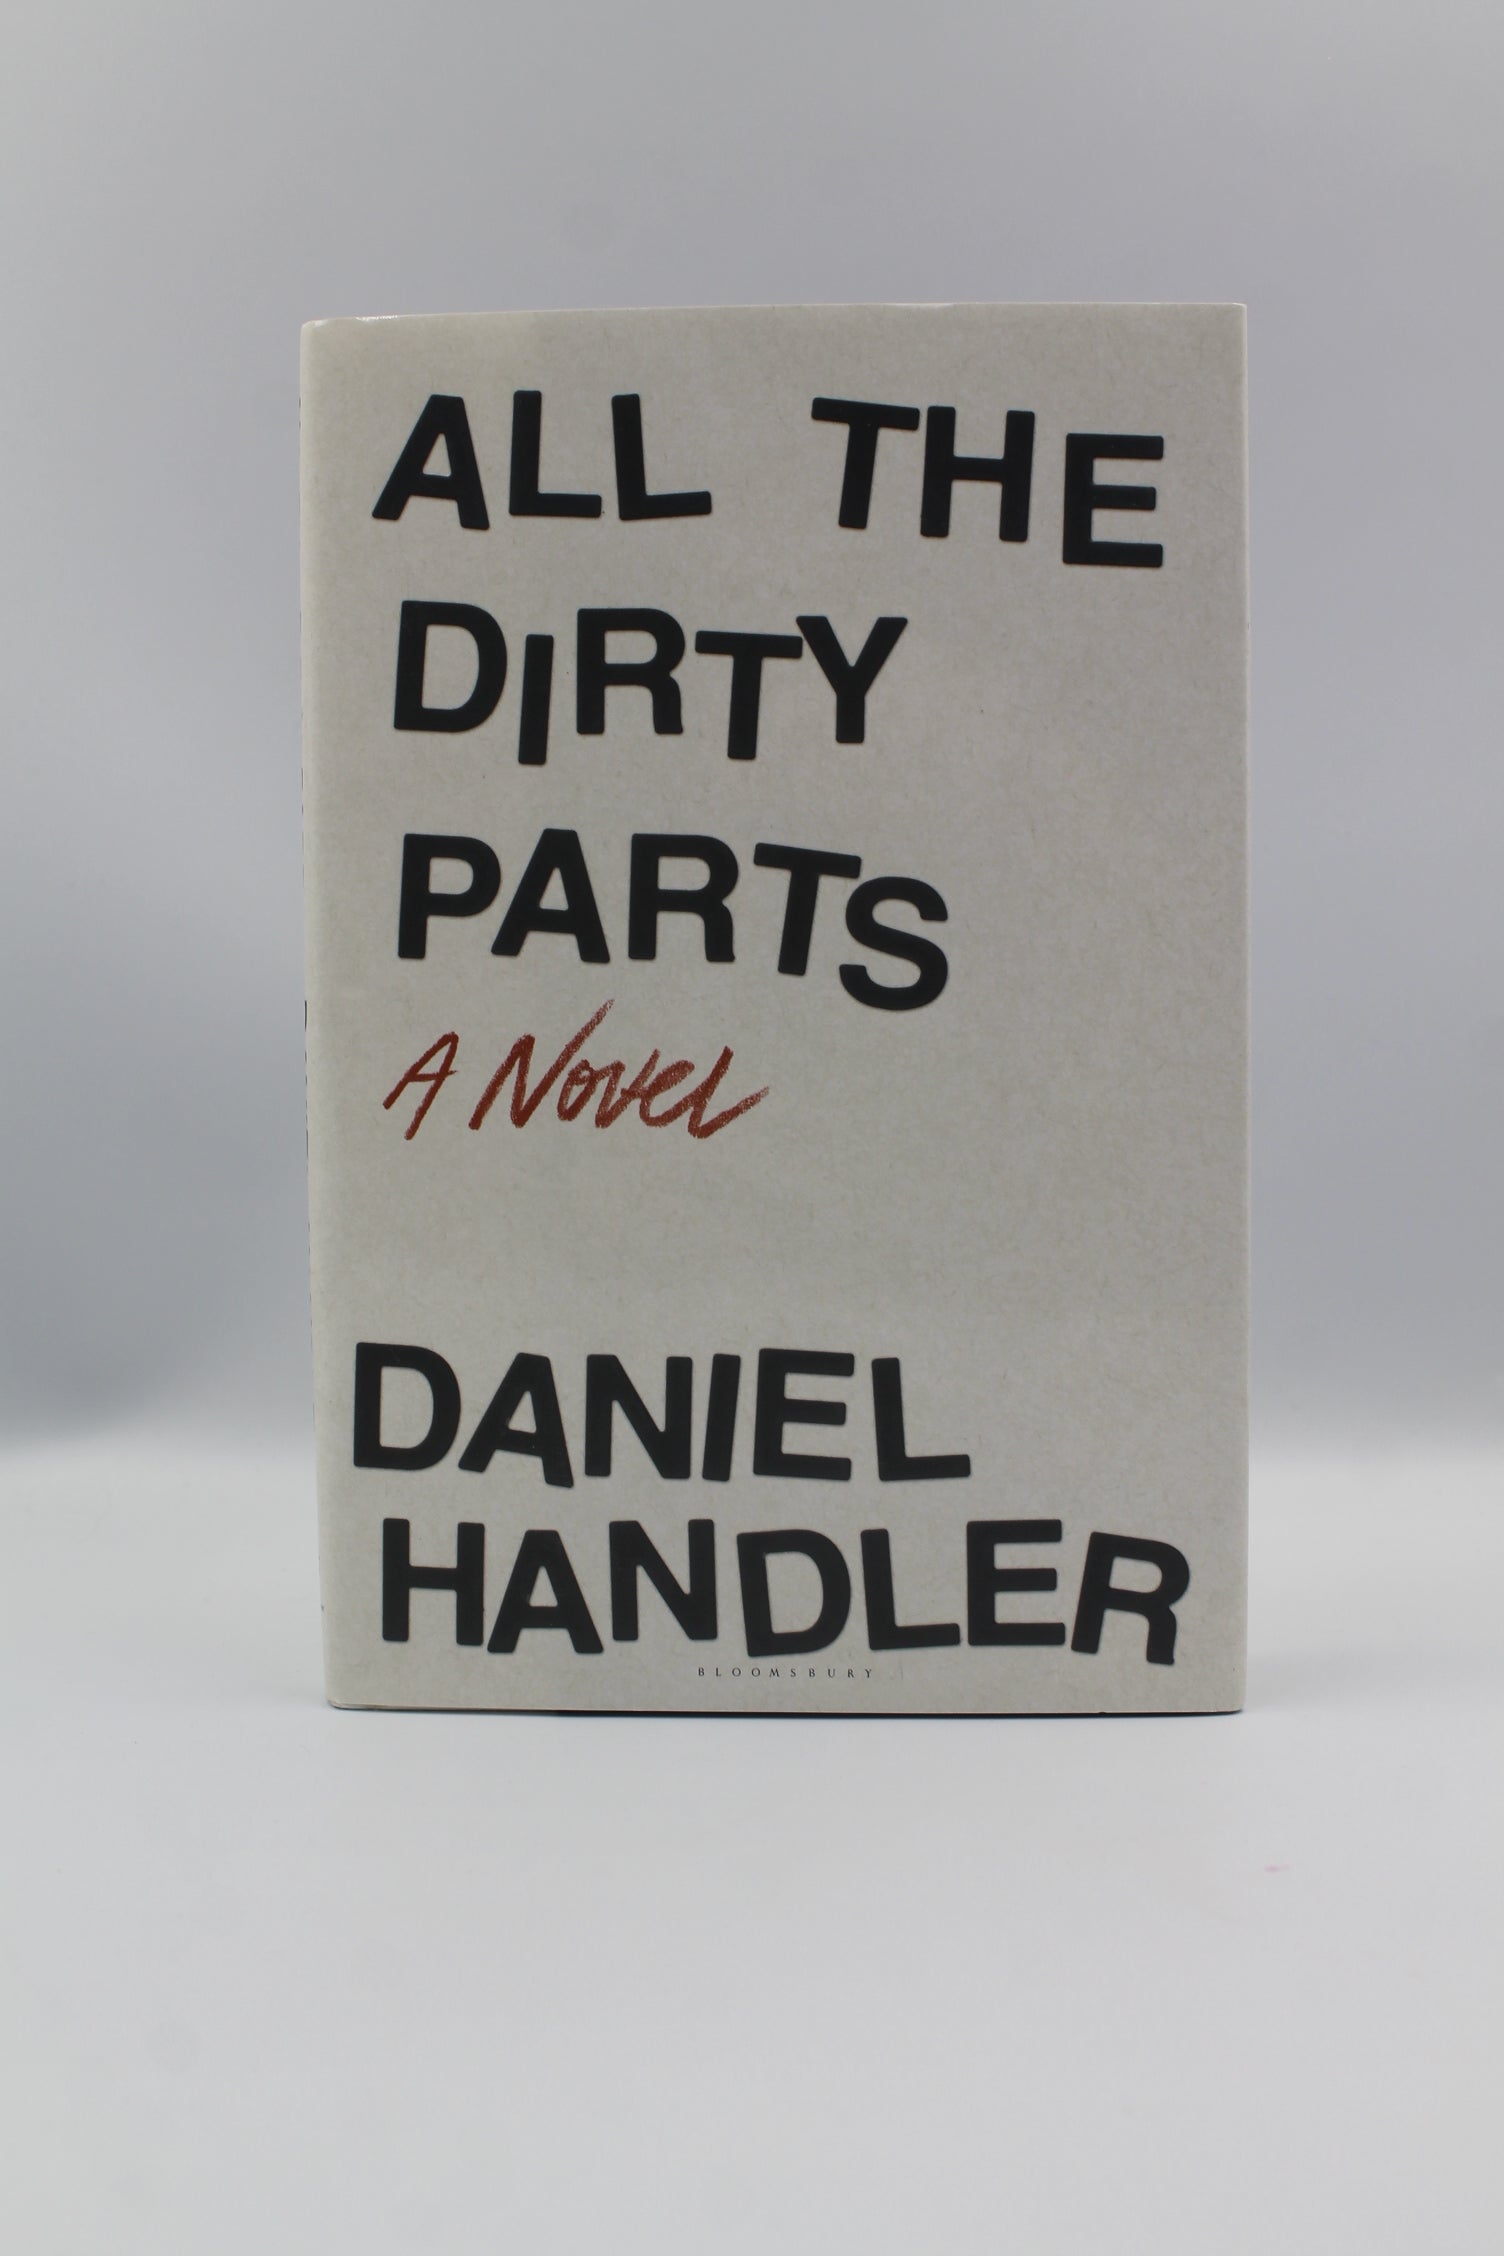 ALL THE
DIRTY
PARTS
A Novel
DANIEL
HANDLER
BLOOMSBURY